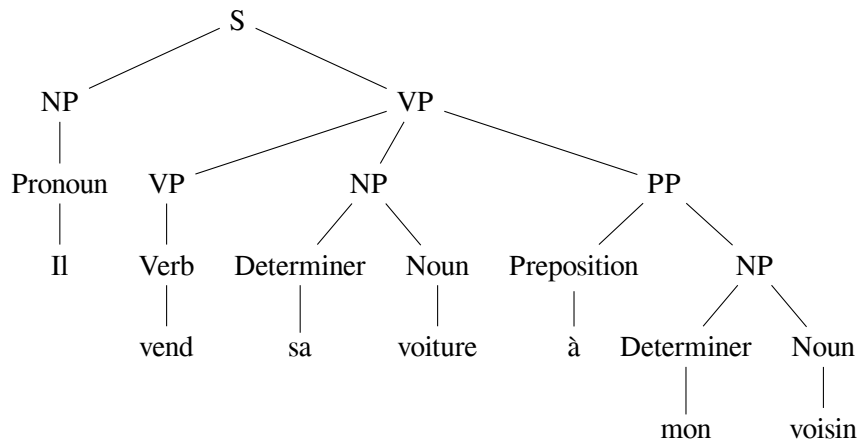 S
NP VP
Pronoun VP NP PP
Il Verb Determiner Noun Preposition NP
vend sa voiture à Determiner Noun
mon voisin